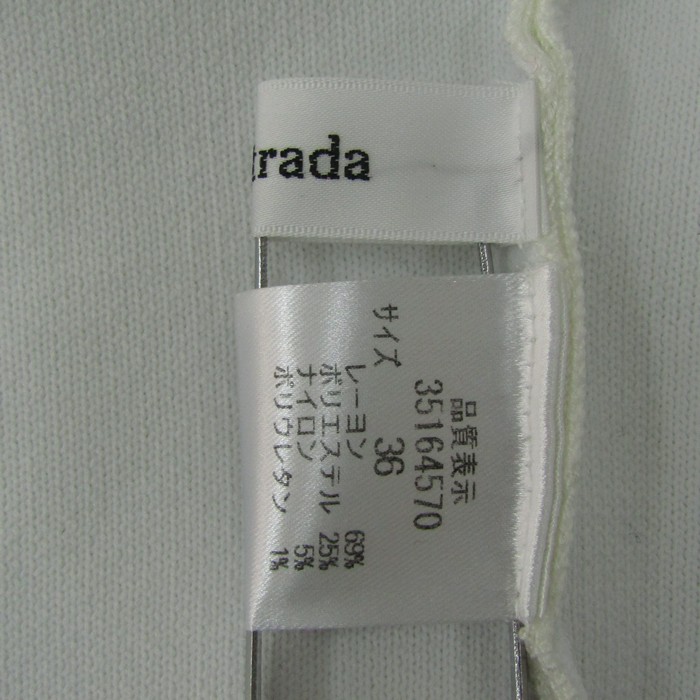 trada
品質表示
35164570
サイズ 36
レーヨン 69%
ポリエステル 25%
ナイロン 5%
ポリウレタン 1%